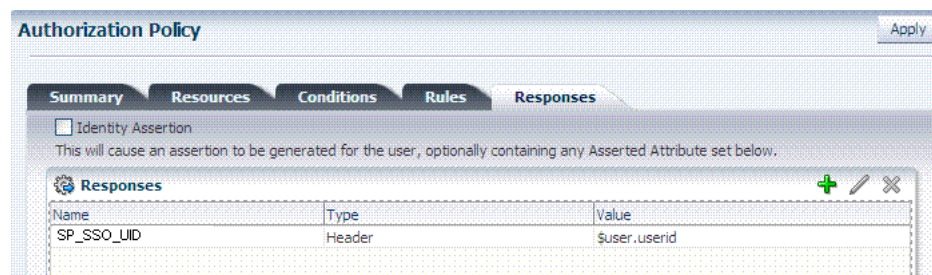 Authorization Policy
Apply
Summary Resources Conditions Rules Responses
Identity Assertion
This will cause an assertion to be generated for the user, optionally containing any Asserted Attribute set below.
Responses
Name Type Value
SP_SSO_UID Header $user.userid